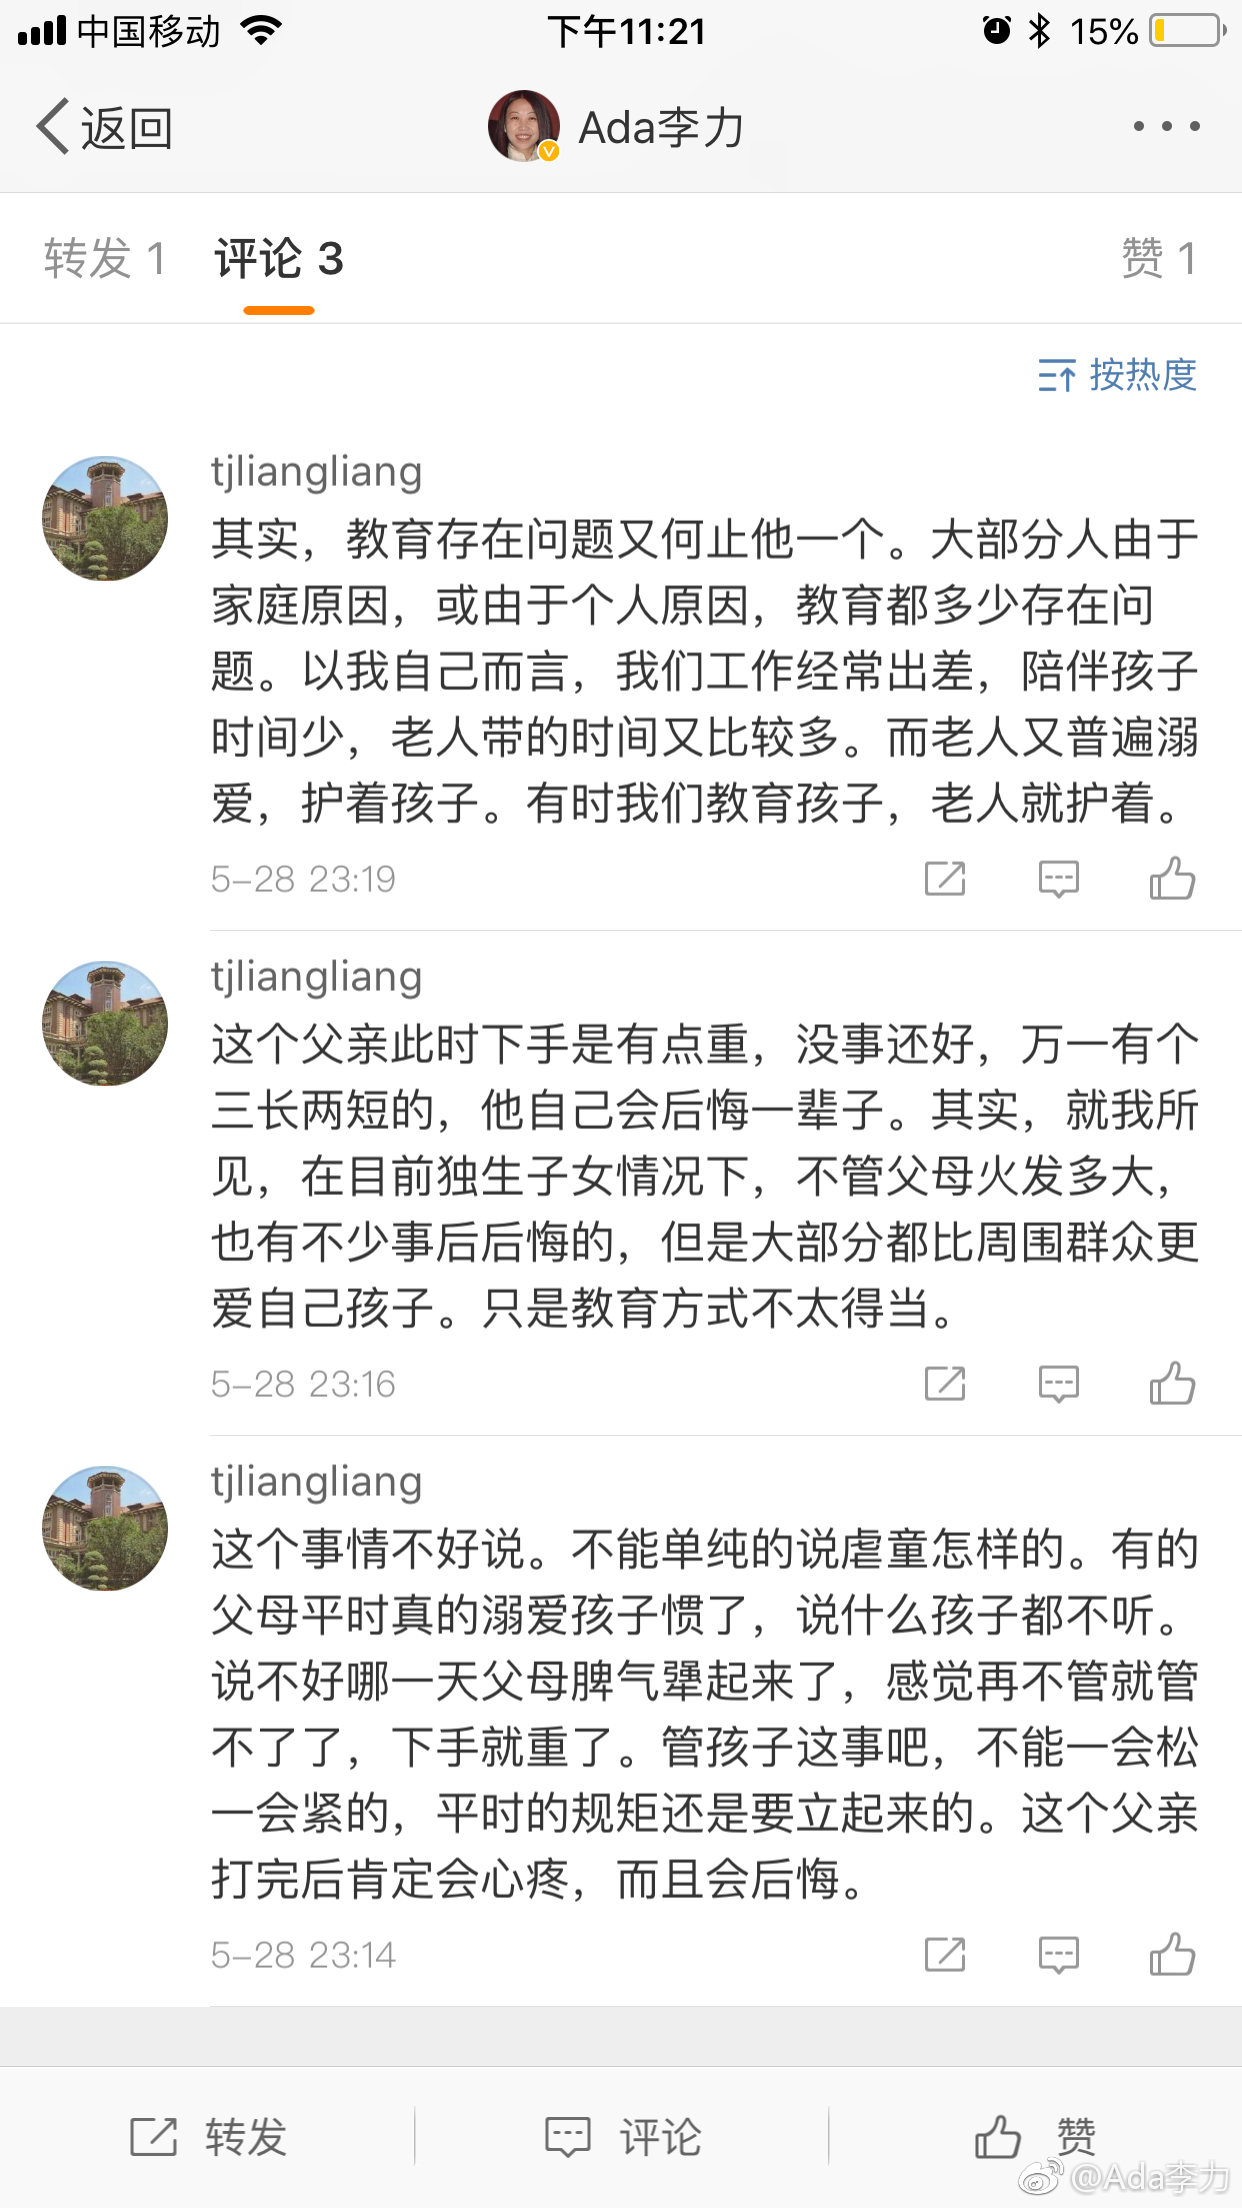 中国移动
下午11:21
15%
返回
Ada李力
转发 1
评论 3
赞 1
按热度
tjliangliang
其实，教育存在问题又何止他一个。大部分人由于
家庭原因，或由于个人原因，教育都多少存在问
题。以我自己而言，我们工作经常出差，陪伴孩子
时间少，老人带的时间又比较多。而老人又普遍溺
爱，护着孩子。有时我们教育孩子，老人就护着。
5-28 23:19
tjliangliang
这个父亲此时下手是有点重，没事还好，万一有个
三长两短的，他自己会后悔一辈子。其实，就我所
见，在目前独生子女情况下，不管父母火发多大，
也有不少事后后悔的，但是大部分都比周围群众更
爱自己孩子。只是教育方式不太得当。
5-28 23:16
tjliangliang
这个事情不好说。不能单纯的说虐童怎样的。有的
父母平时真的溺爱孩子惯了，说什么孩子都不听。
说不好哪一天父母脾气犟起来了，感觉再不管就管
不了了，下手就重了。管孩子这事吧，不能一会松
一会紧的，平时的规矩还是要立起来的。这个父亲
打完后肯定会心疼，而且会后悔。
5-28 23:14
转发
评论
赞
@Ada李力